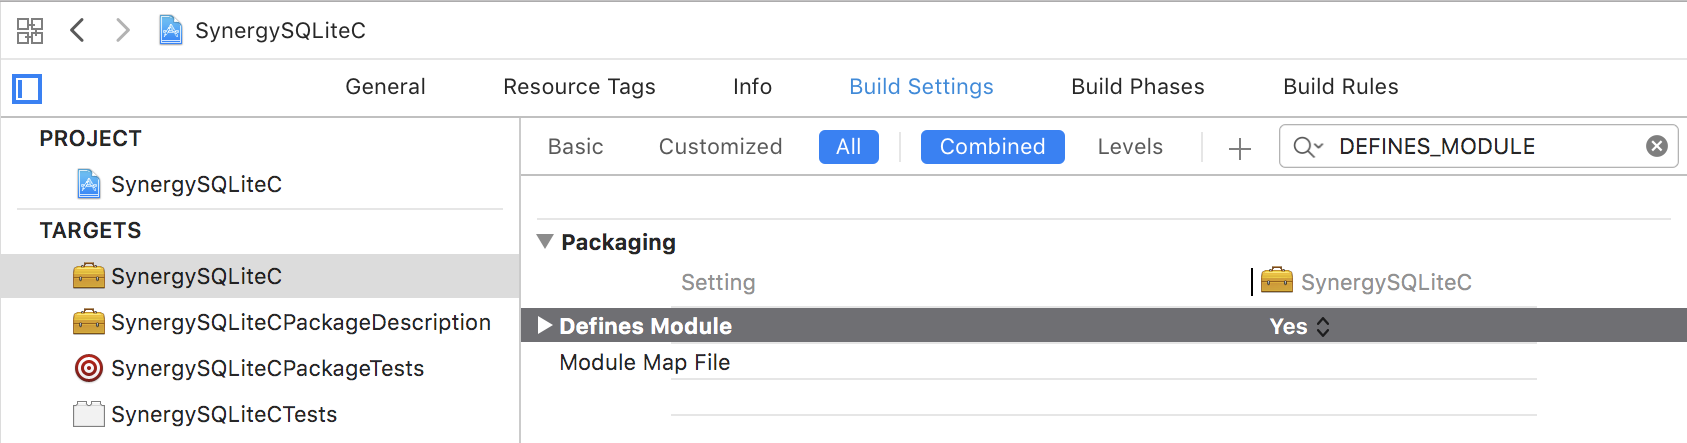 SynergySQLiteC
General Resource Tags Info Build Settings Build Phases Build Rules
PROJECT
SynergySQLiteC
TARGETS
SynergySQLiteC
SynergySQLiteCPackageDescription
SynergySQLiteCPackageTests
SynergySQLiteCTests
Basic Customized All Combined Levels + DEFINES_MODULE
Packaging
Setting SynergySQLiteC
Defines Module Yes
Module Map File